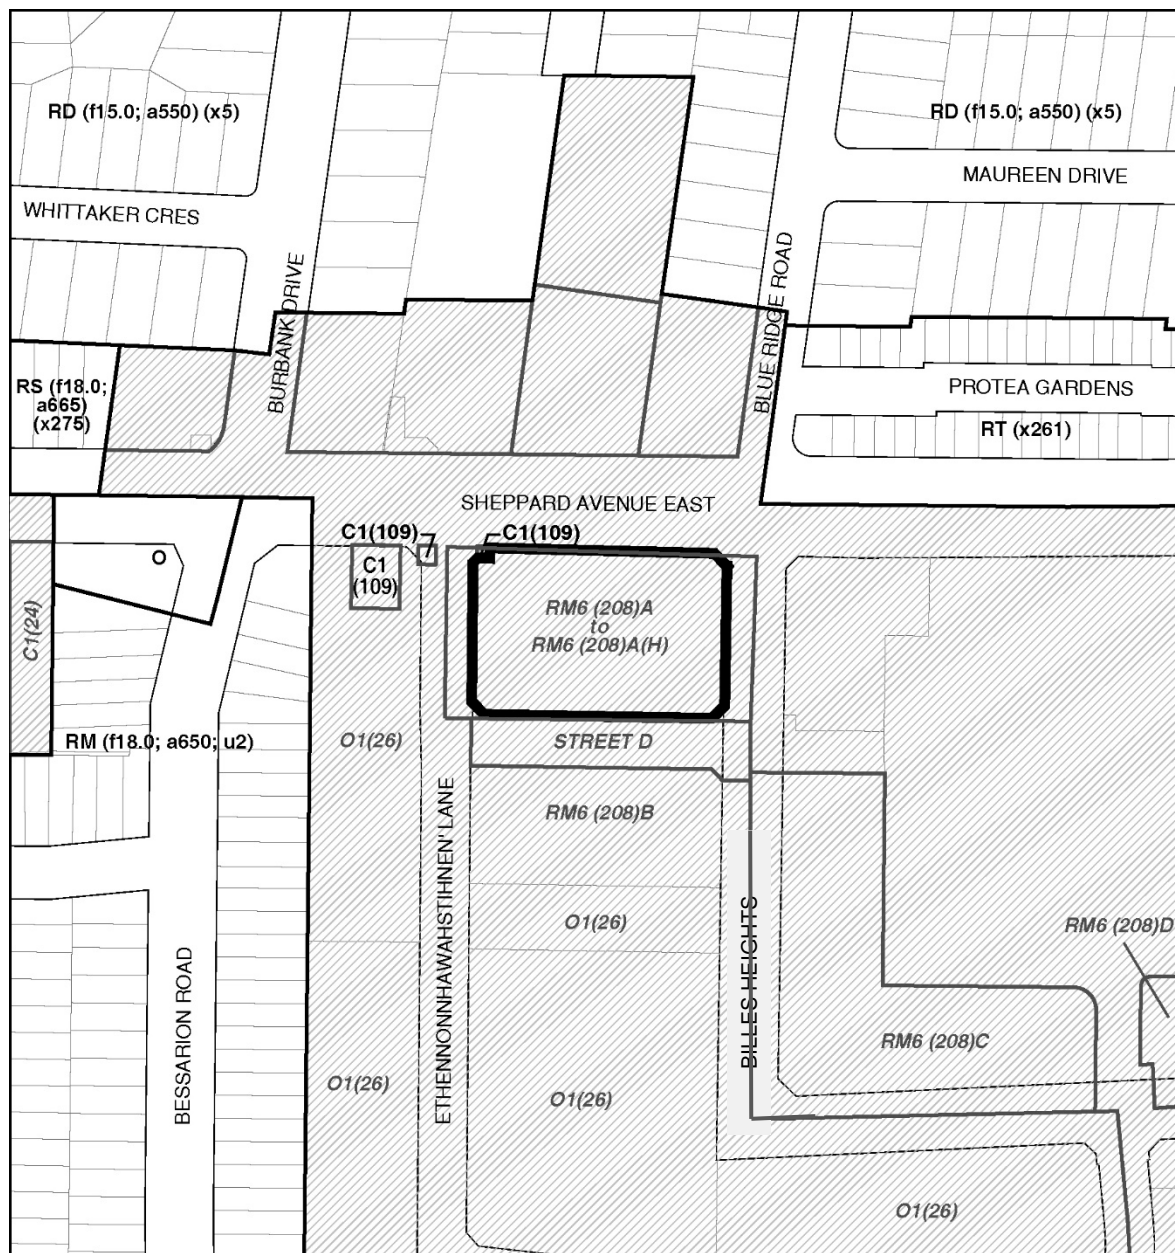 RD (f15.0; a550) (x5)
RD (f15.0; a550) (x5)
MAUREEN DRIVE
WHITTAKER CRES
BURBANK DRIVE
BLUE RIDGE ROAD
RS (f18.0;
a665)
(x275)
PROTEA GARDENS
RT (x261)
SHEPPARD AVENUE EAST
C1(109)
C1(109)
C1
(109)
C1(24)
RM6 (208)A
to
RM6 (208)A(H)
RM (f18.0; a650; u2)
O1(26)
STREET D
RM6 (208)B
ETHENNONNHAWAHSTIHNEN' LANE
BILLES HEIGHTS
O1(26)
RM6 (208)D
BESSARION ROAD
RM6 (208)C
O1(26)
O1(26)
O1(26)